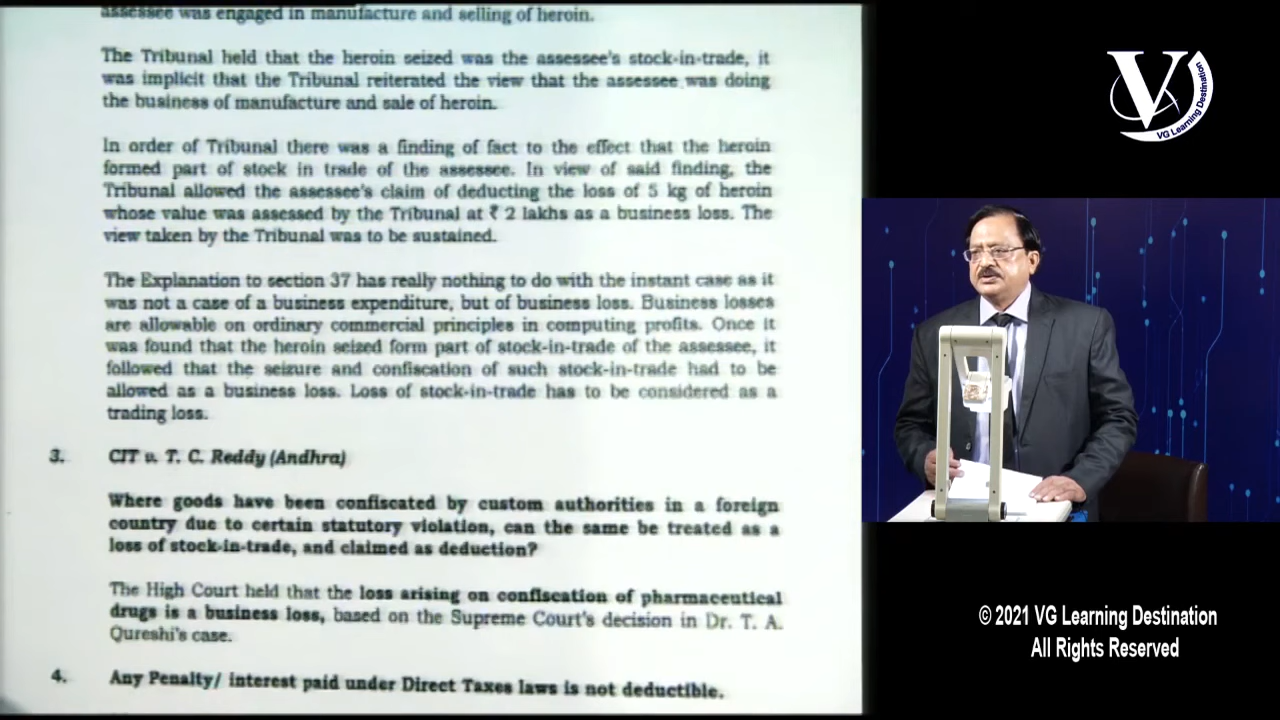 assessee was engaged in manufacture and selling of heroin.
The Tribunal held that the heroin seized was the assessee's stock-in-trade, it
was implicit that the Tribunal reiterated the view that the assessee was doing
the business of manufacture and sale of heroin.
In order of Tribunal there was a finding of fact to the effect that the heroin
formed part of stock in trade of the assessee. In view of said finding, the
Tribunal allowed the assessee's claim of deducting the loss of 5 kg of heroin
whose value was assessed by the Tribunal at ₹ 2 lakhs as a business loss. The
view taken by the Tribunal was to be sustained.
The Explanation to section 37 has really nothing to do with the instant case as it
was not a case of a business expenditure, but of business loss. Business losses
are allowable on ordinary commercial principles in computing profits. Once it
was found that the heroin seized form part of stock-in-trade of the assessee, it
followed that the seizure and confiscation of such stock-in-trade had to be
allowed as a business loss. Loss of stock-in-trade has to be considered as a
trading loss.
3. CIT v. T. C. Reddy (Andhra)
Where goods have been confiscated by custom authorities in a foreign
country due to certain statutory violation, can the same be treated as a
loss of stock-in-trade, and claimed as deduction?
The High Court held that the loss arising on confiscation of pharmaceutical
drugs is a business loss, based on the Supreme Court's decision in Dr. T. A.
Qureshi's case.
4. Any Penalty/ interest paid under Direct Taxes laws is not deductible.
V
VG Learning Destination
© 2021 VG Learning Destination
All Rights Reserved